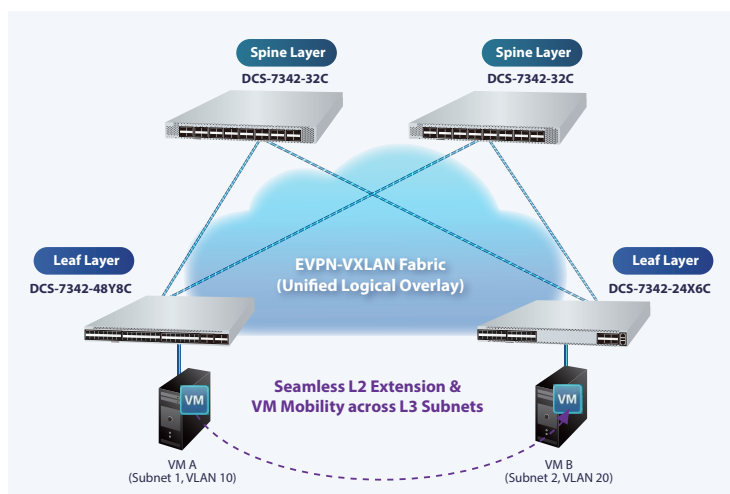 Spine Layer
DCS-7342-32C
Spine Layer
DCS-7342-32C
Leaf Layer
DCS-7342-48Y8C
EVPN-VXLAN Fabric
(Unified Logical Overlay)
Leaf Layer
DCS-7342-24X6C
Seamless L2 Extension &
VM Mobility across L3 Subnets
VM
VM
VM A
(Subnet 1, VLAN 10)
VM B
(Subnet 2, VLAN 20)